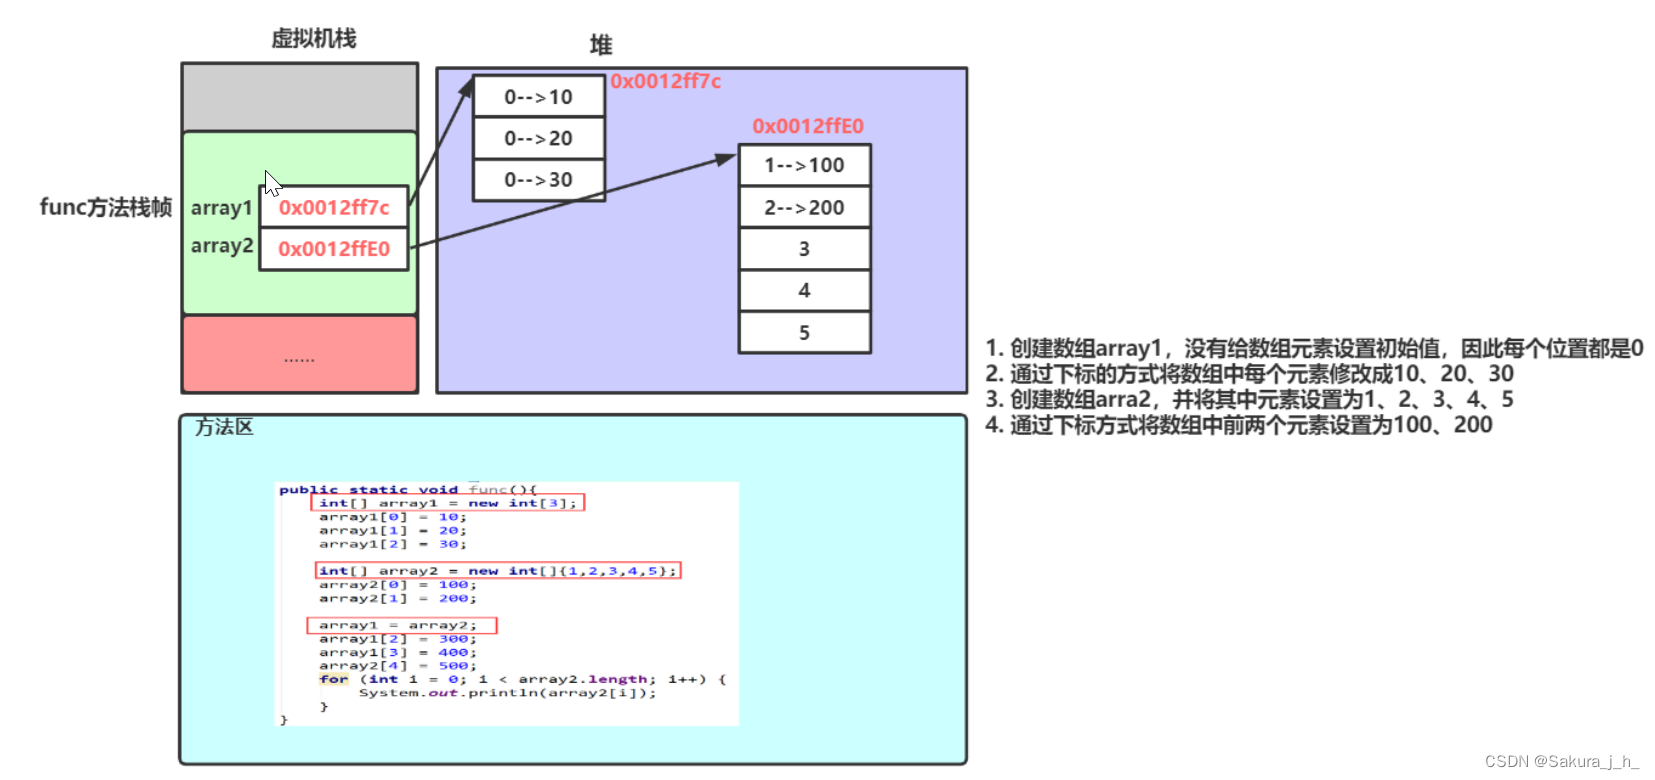 虚拟机栈
堆
0x0012ff7c
0-->10
0-->20
0-->30
0x0012ffE0
1-->100
2-->200
3
4
5
func方法栈帧
array1
0x0012ff7c
array2
0x0012ffE0
......
1. 创建数组array1，没有给数组元素设置初始值，因此每个位置都是0
2. 通过下标的方式将数组中每个元素修改成10、20、30
3. 创建数组arra2，并将其中元素设置为1、2、3、4、5
4. 通过下标方式将数组中前两个元素设置为100、200
方法区
public static void func(){
int[] array1 = new int[3];
array1[0] = 10;
array1[1] = 20;
array1[2] = 30;
int[] array2 = new int[]{1,2,3,4,5};
array2[0] = 100;
array2[1] = 200;
array1 = array2;
array1[2] = 300;
array1[3] = 400;
array2[4] = 500;
for (int i = 0; i < array2.length; i++) {
System.out.println(array2[i]);
}
}
CSDN @Sakura_j_h_